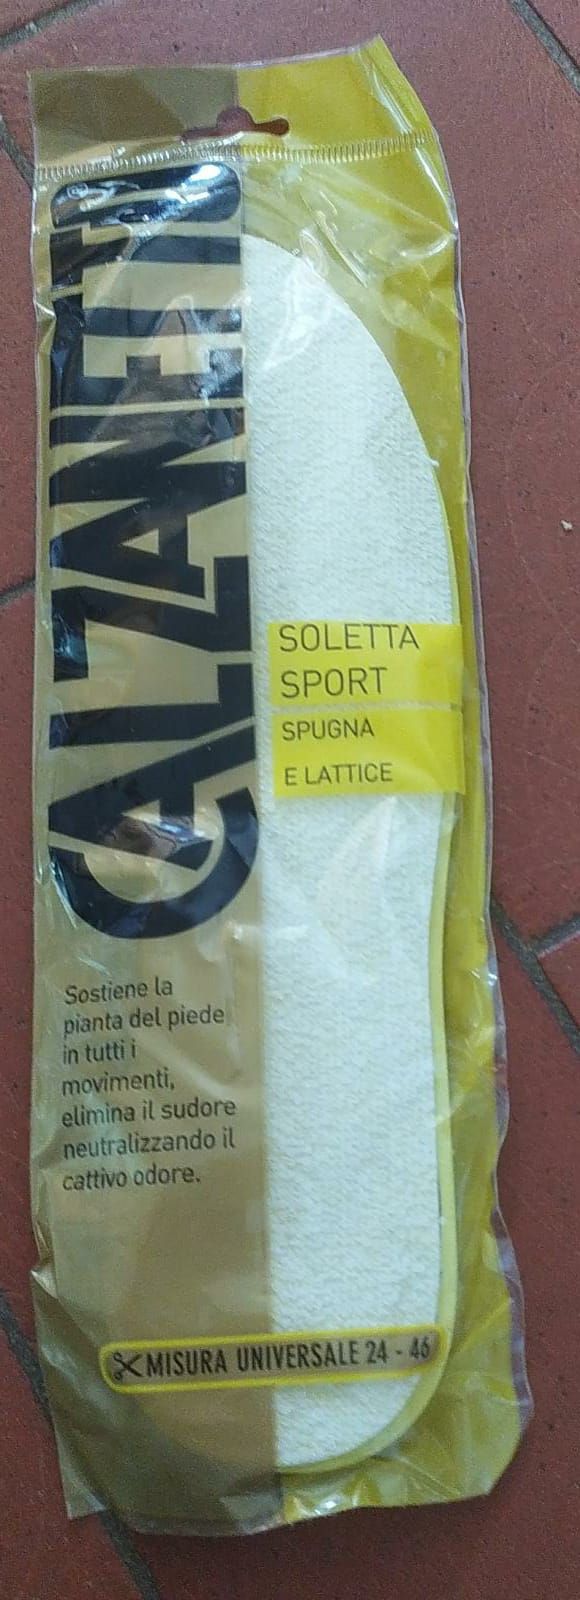 CALZANETTO
SOLETTA
SPORT
SPUGNA
E LATTICE
Sostiene la
pianta del piede
in tutti i
movimenti,
elimina il sudore
neutralizzando il
cattivo odore.
MISURA UNIVERSALE 24 - 46